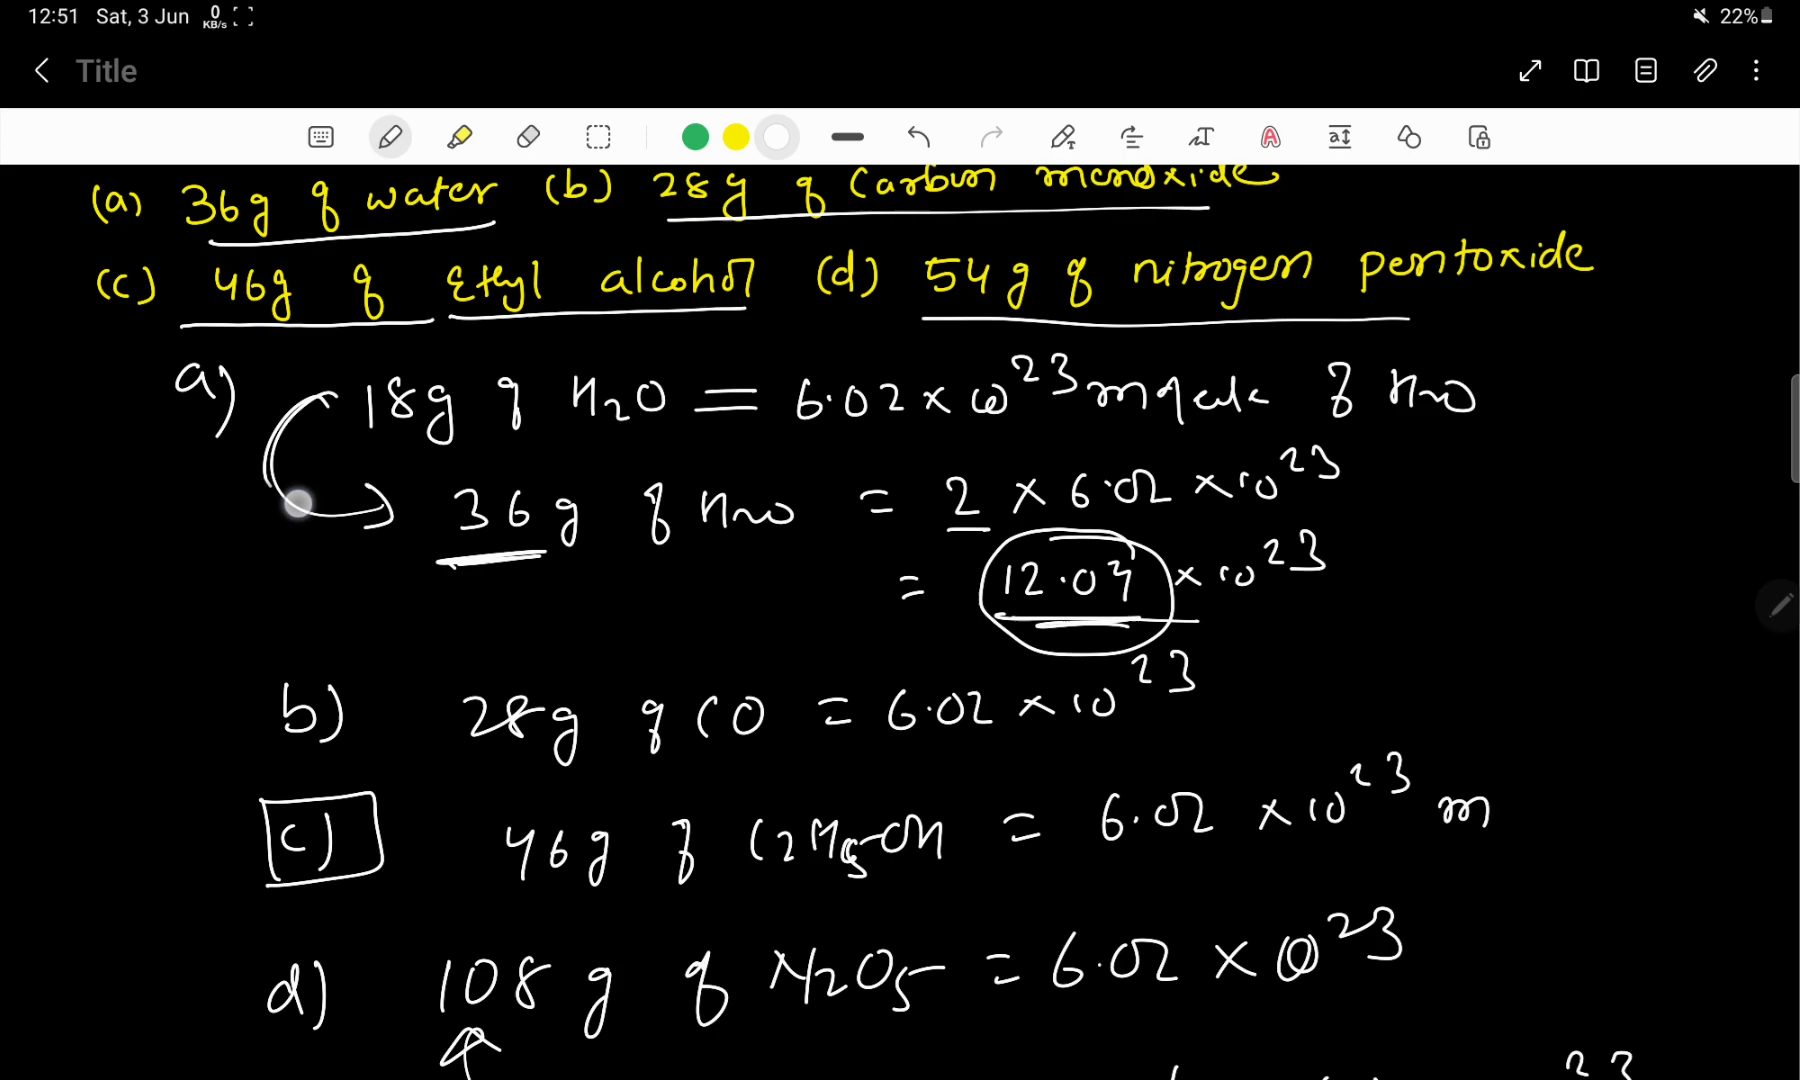 12:51 Sat, 3 Jun 0 KB/s 22%
Title
(a) 36g of water (b) 28g of Carbon monoxide
(c) 46g of Ethyl alcohol (d) 54g of nitrogen pentoxide
a) 18g of H2O = 6.02 × 10^23 of H2O
36g of H2O = 2 × 6.02 × 10^23
= 12.04 × 10^23
b) 28g of CO = 6.02 × 10^23
c) 46g of C2H5OH = 6.02 × 10^23 m
d) 108g of N2O5 = 6.02 × 10^23
23